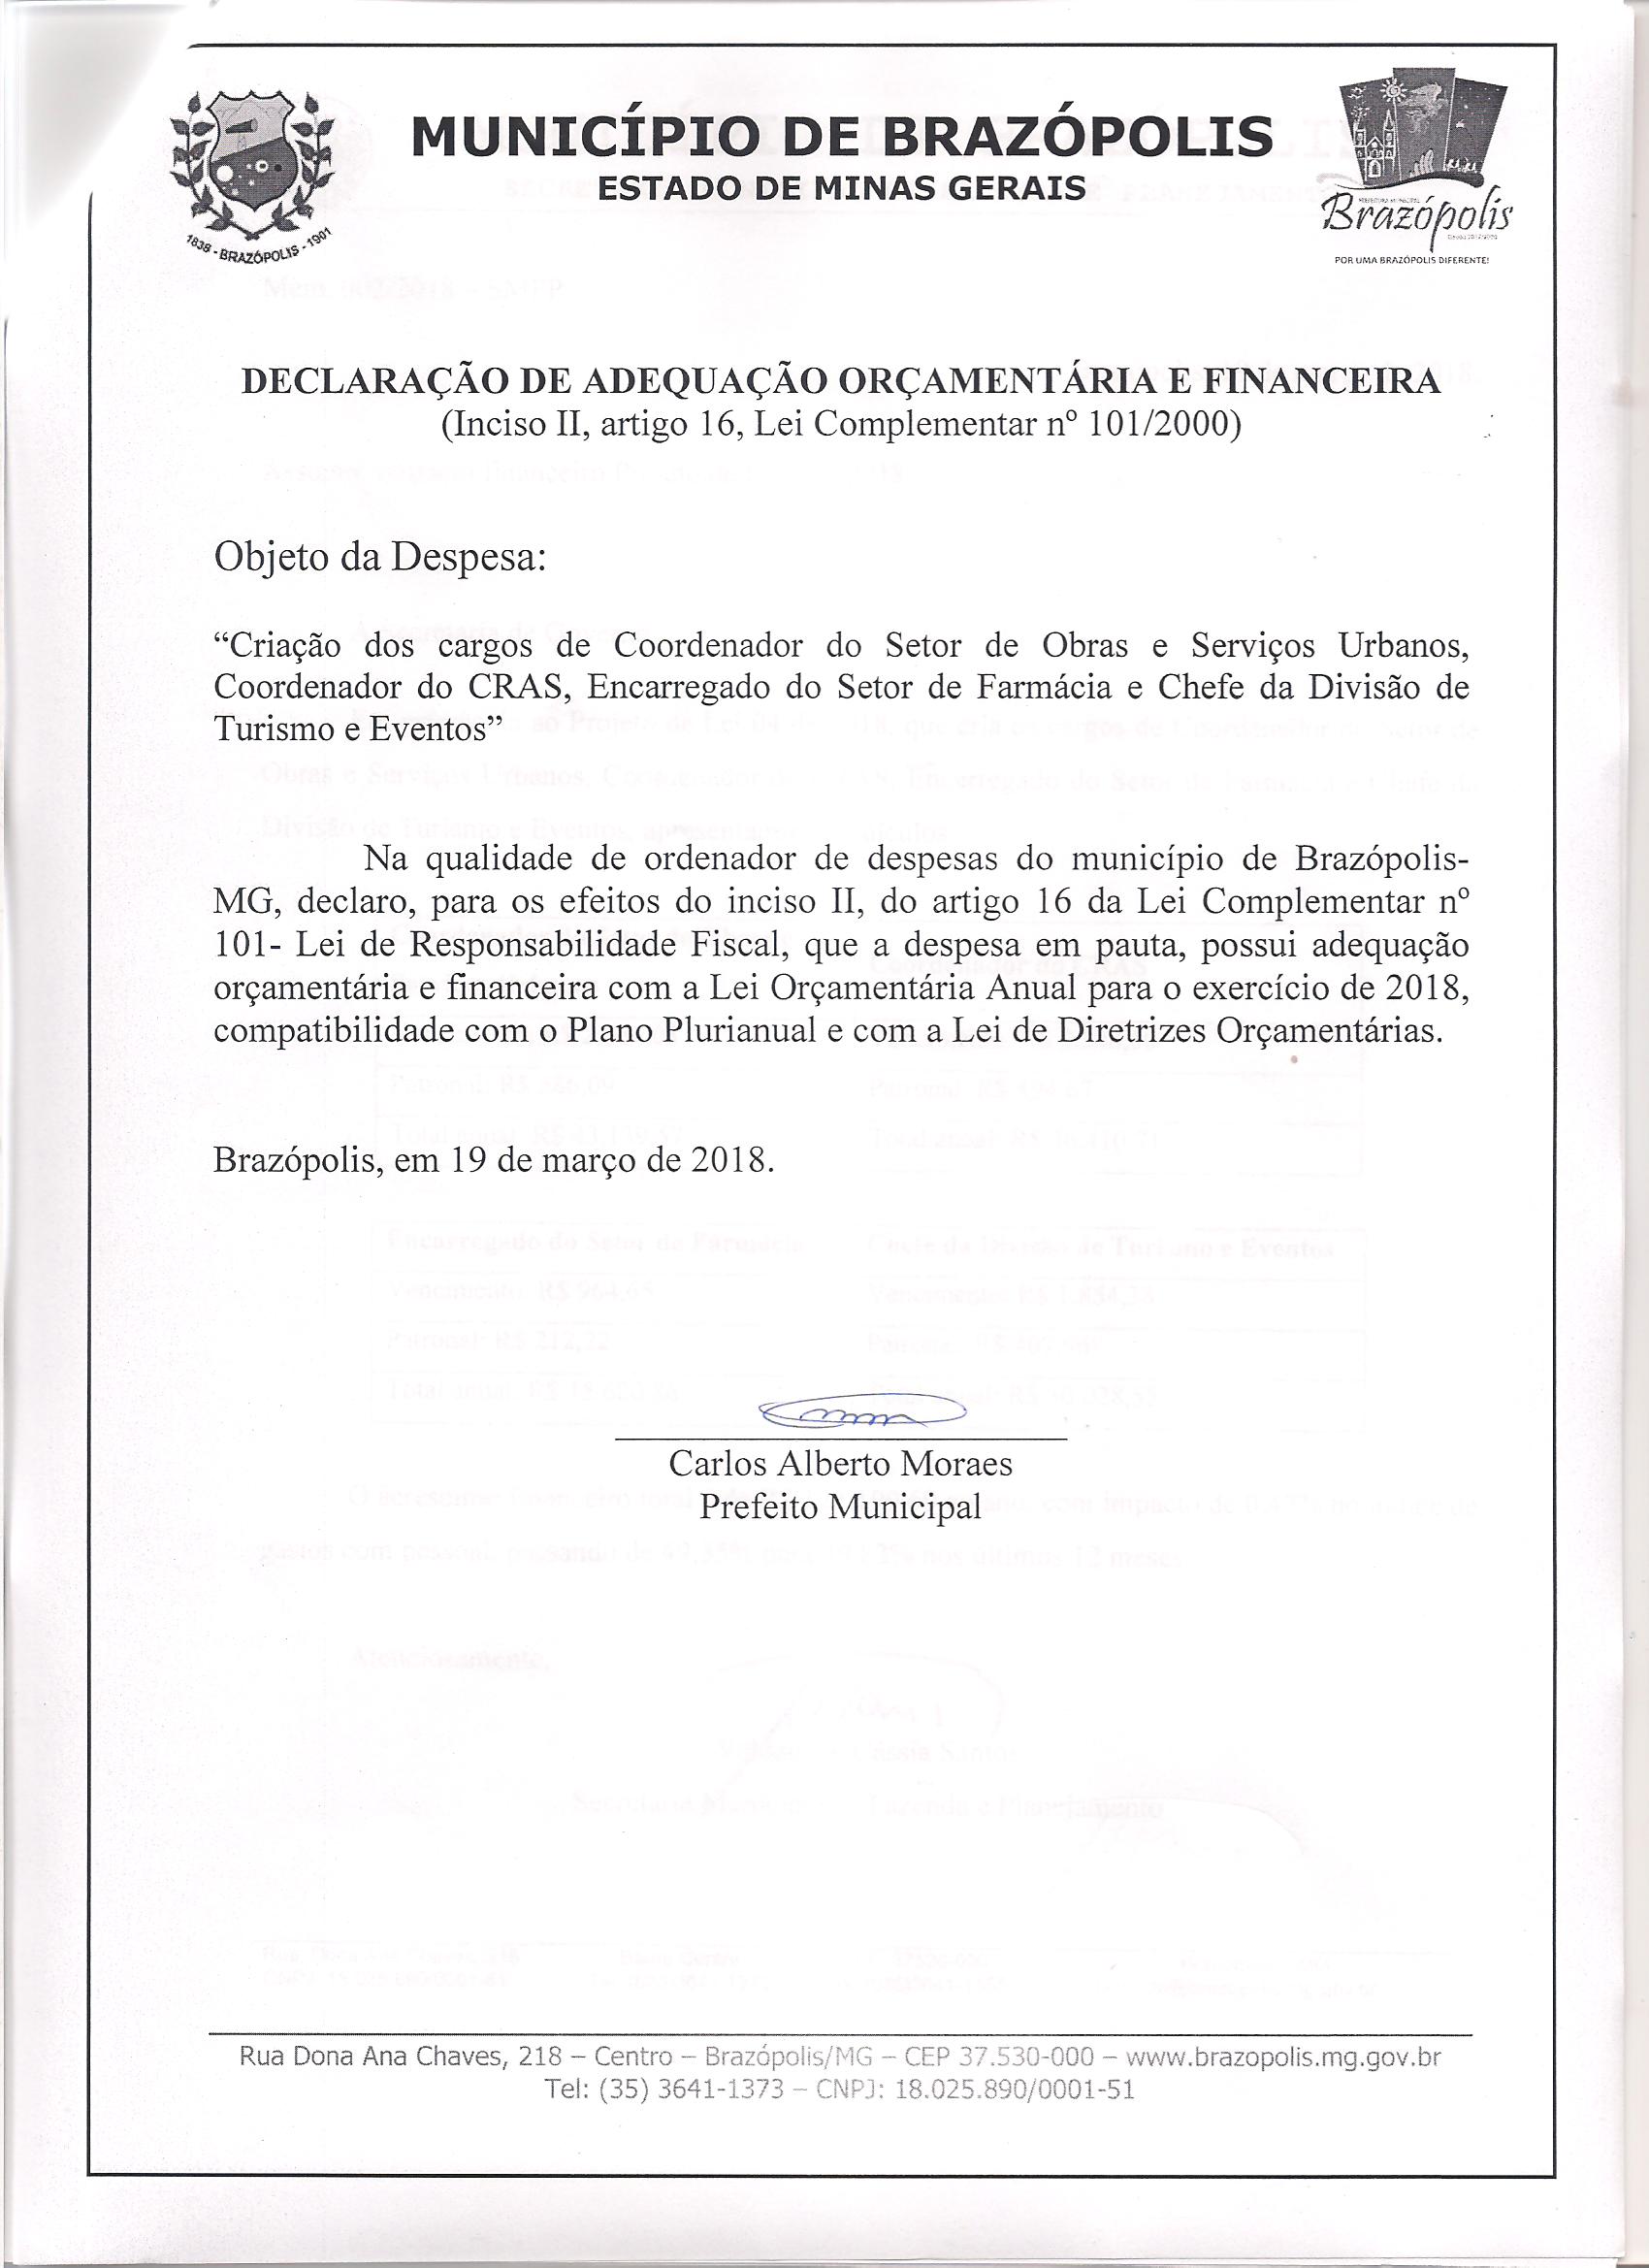 MUNICÍPIO DE BRAZÓPOLIS
ESTADO DE MINAS GERAIS
1838 - BRAZÓPOLIS - 1901
PREFEITURA MUNICIPAL
Brazópolis
POR UMA BRAZÓPOLIS DIFERENTE!
DECLARAÇÃO DE ADEQUAÇÃO ORÇAMENTÁRIA E FINANCEIRA
(Inciso II, artigo 16, Lei Complementar nº 101/2000)
Objeto da Despesa:
“Criação dos cargos de Coordenador do Setor de Obras e Serviços Urbanos,
Coordenador do CRAS, Encarregado do Setor de Farmácia e Chefe da Divisão de
Turismo e Eventos”
Na qualidade de ordenador de despesas do município de Brazópolis-
MG, declaro, para os efeitos do inciso II, do artigo 16 da Lei Complementar nº
101- Lei de Responsabilidade Fiscal, que a despesa em pauta, possui adequação
orçamentária e financeira com a Lei Orçamentária Anual para o exercício de 2018,
compatibilidade com o Plano Plurianual e com a Lei de Diretrizes Orçamentárias.
Brazópolis, em 19 de março de 2018.
Carlos Alberto Moraes
Prefeito Municipal
Rua Dona Ana Chaves, 218 – Centro – Brazópolis/MG – CEP 37.530-000 – www.brazopolis.mg.gov.br
Tel: (35) 3641-1373 – CNPJ: 18.025.890/0001-51